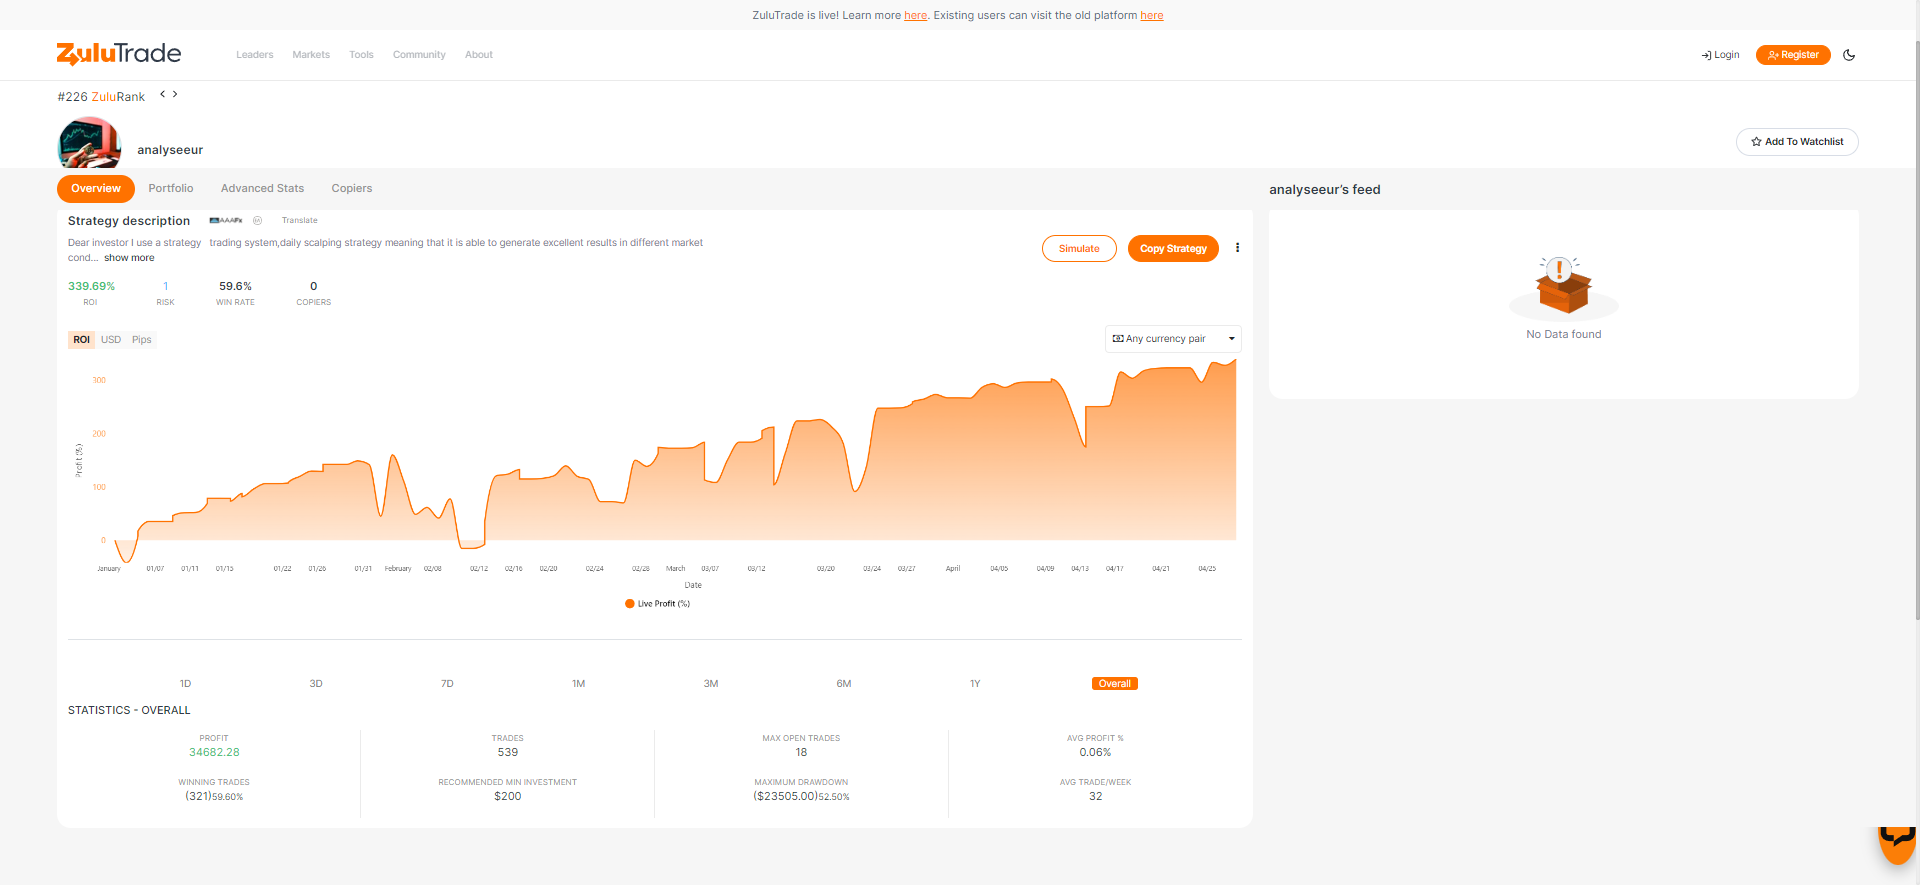 ZuluTrade is live! Learn more here. Existing users can visit the old platform here
ZuluTrade
Leaders Markets Tools Community About
Login Register
#226 ZuluRank
analyseeur
Add To Watchlist
Overview Portfolio Advanced Stats Copiers
analyseeur's feed
Strategy description AAAFx Translate
Dear investor I use a strategy trading system,daily scalping strategy meaning that it is able to generate excellent results in different market
cond... show more
Simulate Copy Strategy
339.69% 1 59.6% 0
ROI RISK WIN RATE COPIERS
No Data found
ROI USD Pips
Any currency pair
300
200
100
0
Profit (%)
January 01/07 01/11 01/15 01/22 01/26 01/31 February 02/08 02/12 02/16 02/20 02/24 02/28 March 03/07 03/12 03/20 03/24 03/27 April 04/05 04/09 04/13 04/17 04/21 04/25
Date
Live Profit (%)
1D 3D 7D 1M 3M 6M 1Y Overall
STATISTICS - OVERALL
PROFIT TRADES MAX OPEN TRADES AVG PROFIT %
34682.28 539 18 0.06%
WINNING TRADES RECOMMENDED MIN INVESTMENT MAXIMUM DRAWDOWN AVG TRADE/WEEK
(321)59.60% $200 ($23505.00)52.50% 32